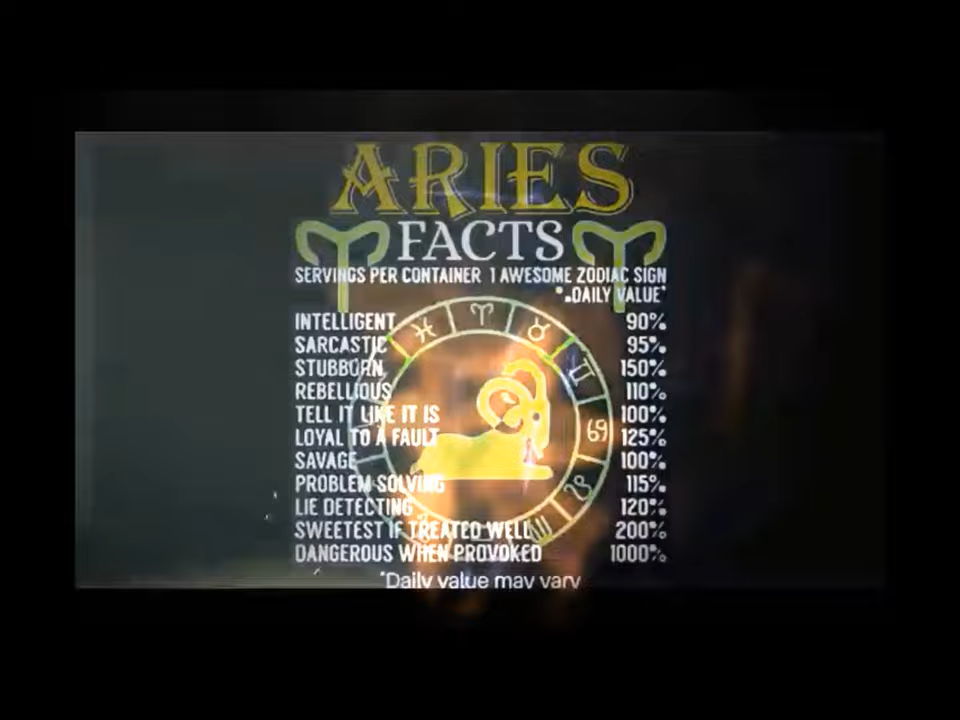 ARIES
FACTS
SERVINGS PER CONTAINER 1 AWESOME ZODIAC SIGN
*%DAILY VALUE*
INTELLIGENT 90%
SARCASTIC 95%
STUBBORN 150%
REBELLIOUS 110%
TELL IT LIKE IT IS 100%
LOYAL TO A FAULT 125%
SAVAGE 100%
PROBLEM SOLVING 115%
LIE DETECTING 120%
SWEETEST IF TREATED WELL 200%
DANGEROUS WHEN PROVOKED 1000%
*Daily value may vary